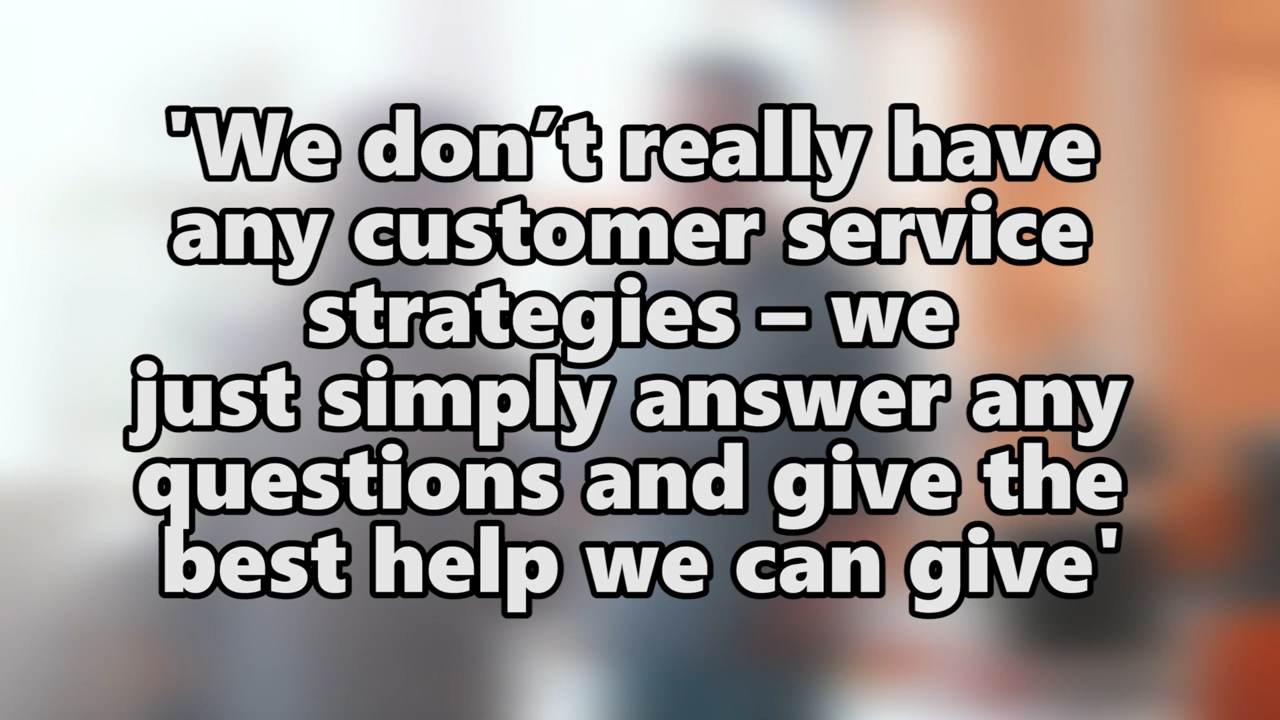 'We don’t really have
any customer service
strategies – we
just simply answer any
questions and give the
best help we can give'